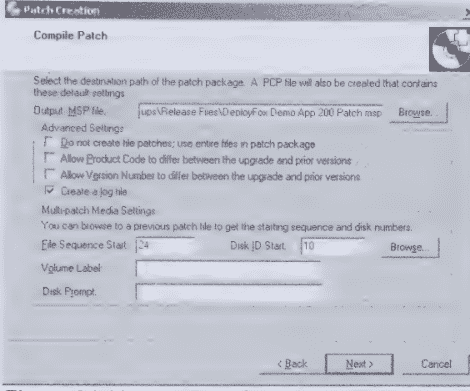 Patch Creation
Compile Patch
Select the destination path of the patch package. A PCP file will also be created that contains
these default settings
Output MSP file.
ups\Release Files\DeployFox Demo App 200 Patch msp
Browse...
Advanced Settings
Do not create file patches; use entire files in patch package
Allow Product Code to differ between the upgrade and prior versions
Allow Version Number to differ between the upgrade and prior versions
Create a log file
Multi-patch Media Settings
You can browse to a previous patch file to get the starting sequence and disk numbers.
File Sequence Start: 24 Disk ID Start: 10 Browse...
Volume Label:
Disk Prompt:
< Back Next > Cancel